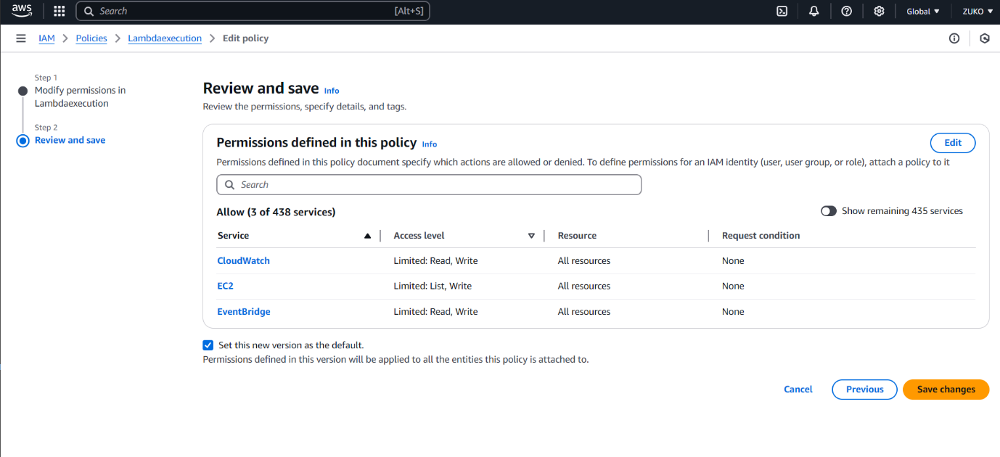 aws Search [Alt+S] Global ZUKO
IAM Policies Lambdaexecution Edit policy
Step 1
Modify permissions in
Lambdaexecution
Step 2
Review and save
Review and save Info
Review the permissions, specify details, and tags.
Permissions defined in this policy Info Edit
Permissions defined in this policy document specify which actions are allowed or denied. To define permissions for an IAM identity (user, user group, or role), attach a policy to it
Search
Allow (3 of 438 services) Show remaining 435 services
Service Access level Resource Request condition
CloudWatch Limited: Read, Write All resources None
EC2 Limited: List, Write All resources None
EventBridge Limited: Read, Write All resources None
Set this new version as the default.
Permissions defined in this version will be applied to all the entities this policy is attached to.
Cancel Previous Save changes